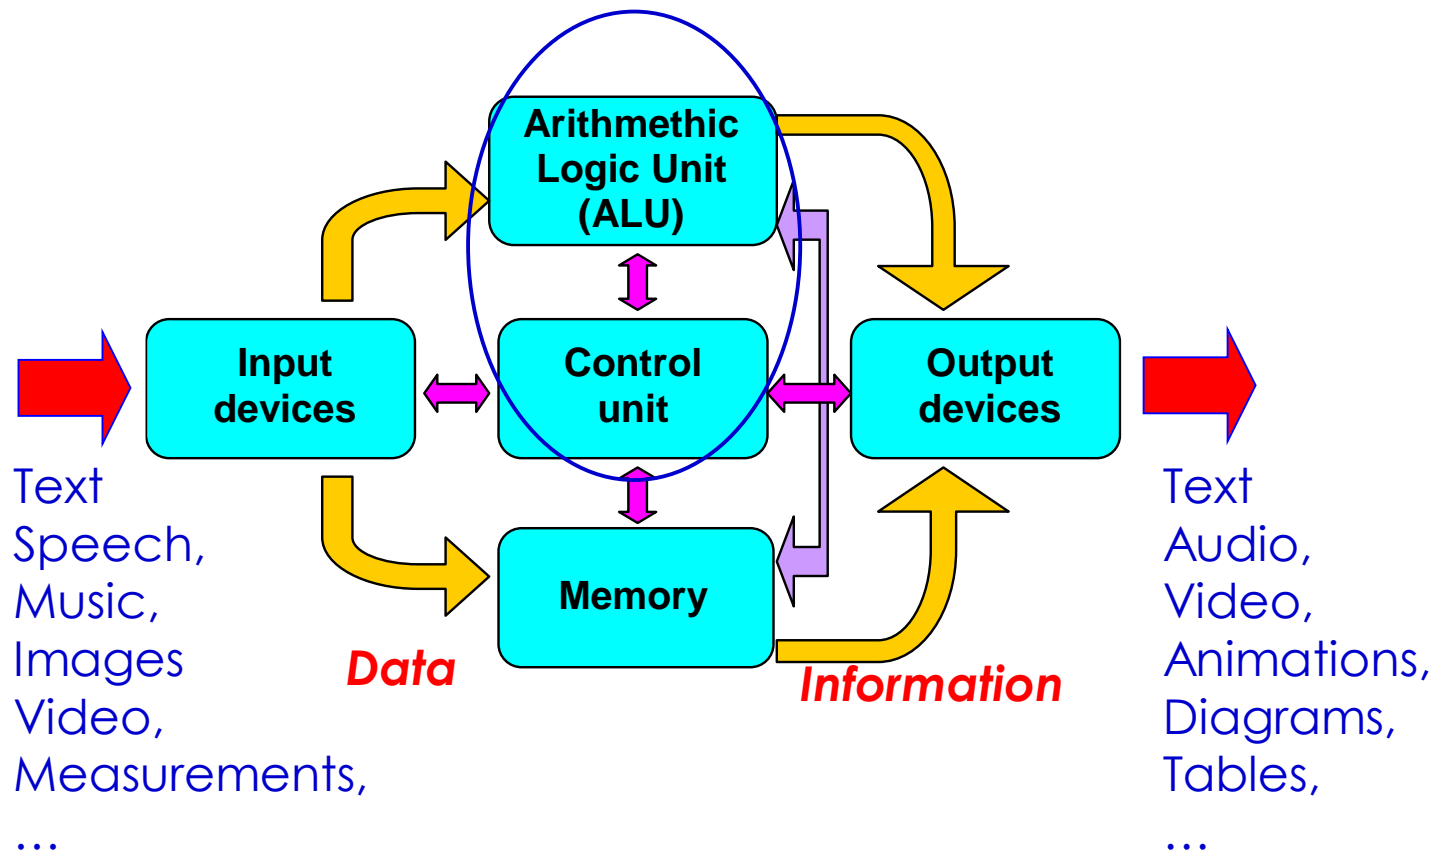 Arithmethic
Logic Unit
(ALU)
Input
devices
Control
unit
Output
devices
Memory
Data
Information
Text
Speech,
Music,
Images
Video,
Measurements,
…
Text
Audio,
Video,
Animations,
Diagrams,
Tables,
…